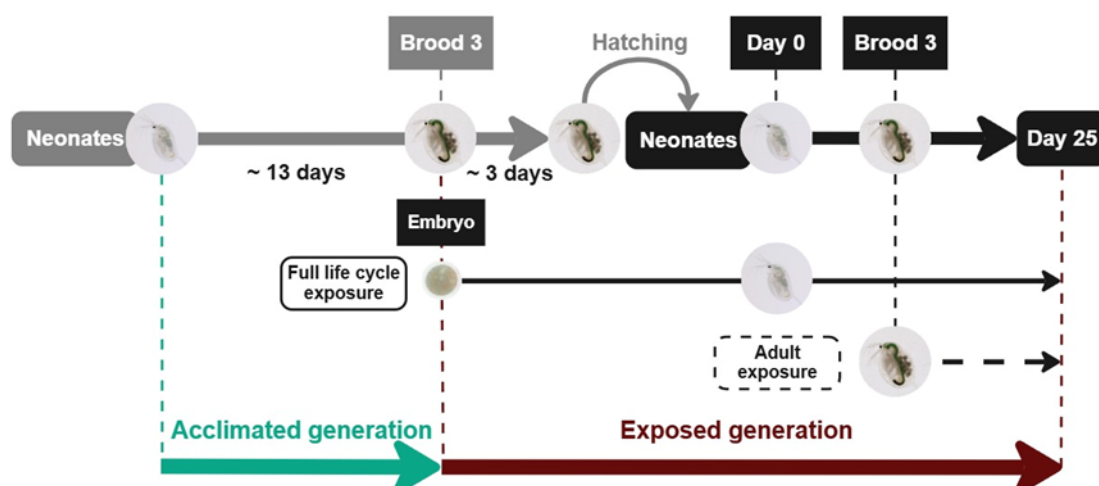 Brood 3
Hatching
Day 0
Brood 3
Neonates
Neonates
Day 25
~ 13 days
~ 3 days
Embryo
Full life cycle
exposure
Adult
exposure
Acclimated generation
Exposed generation